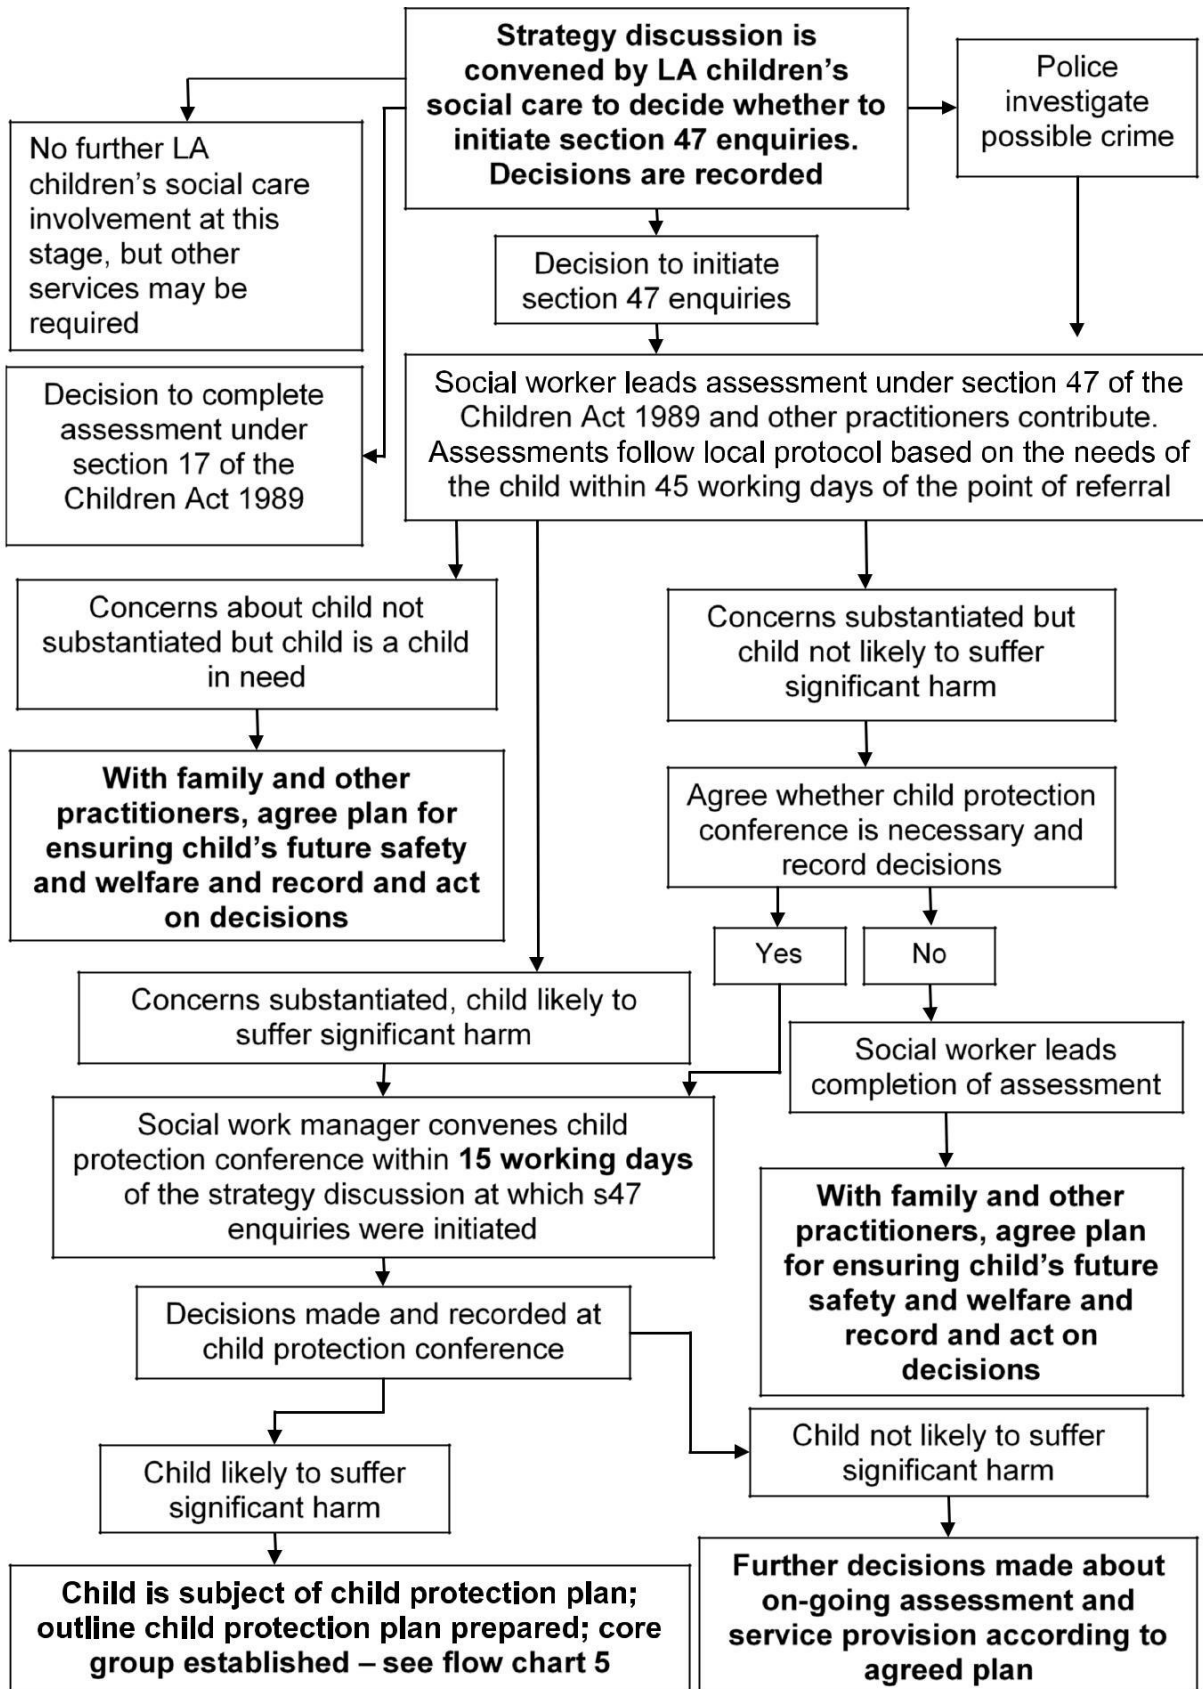 Strategy discussion is
convened by LA children's
social care to decide whether to
initiate section 47 enquiries.
Decisions are recorded
Police
investigate
possible crime
No further LA
children's social care
involvement at this
stage, but other
services may be
required
Decision to initiate
section 47 enquiries
Decision to complete
assessment under
section 17 of the
Children Act 1989
Social worker leads assessment under section 47 of the
Children Act 1989 and other practitioners contribute.
Assessments follow local protocol based on the needs of
the child within 45 working days of the point of referral
Concerns about child not
substantiated but child is a child
in need
Concerns substantiated but
child not likely to suffer
significant harm
With family and other
practitioners, agree plan for
ensuring child's future safety
and welfare and record and act
on decisions
Agree whether child protection
conference is necessary and
record decisions
Yes
No
Concerns substantiated, child likely to
suffer significant harm
Social worker leads
completion of assessment
Social work manager convenes child
protection conference within 15 working days
of the strategy discussion at which s47
enquiries were initiated
With family and other
practitioners, agree plan
for ensuring child's future
safety and welfare and
record and act on
decisions
Decisions made and recorded at
child protection conference
Child likely to suffer
significant harm
Child not likely to suffer
significant harm
Child is subject of child protection plan;
outline child protection plan prepared; core
group established – see flow chart 5
Further decisions made about
on-going assessment and
service provision according to
agreed plan